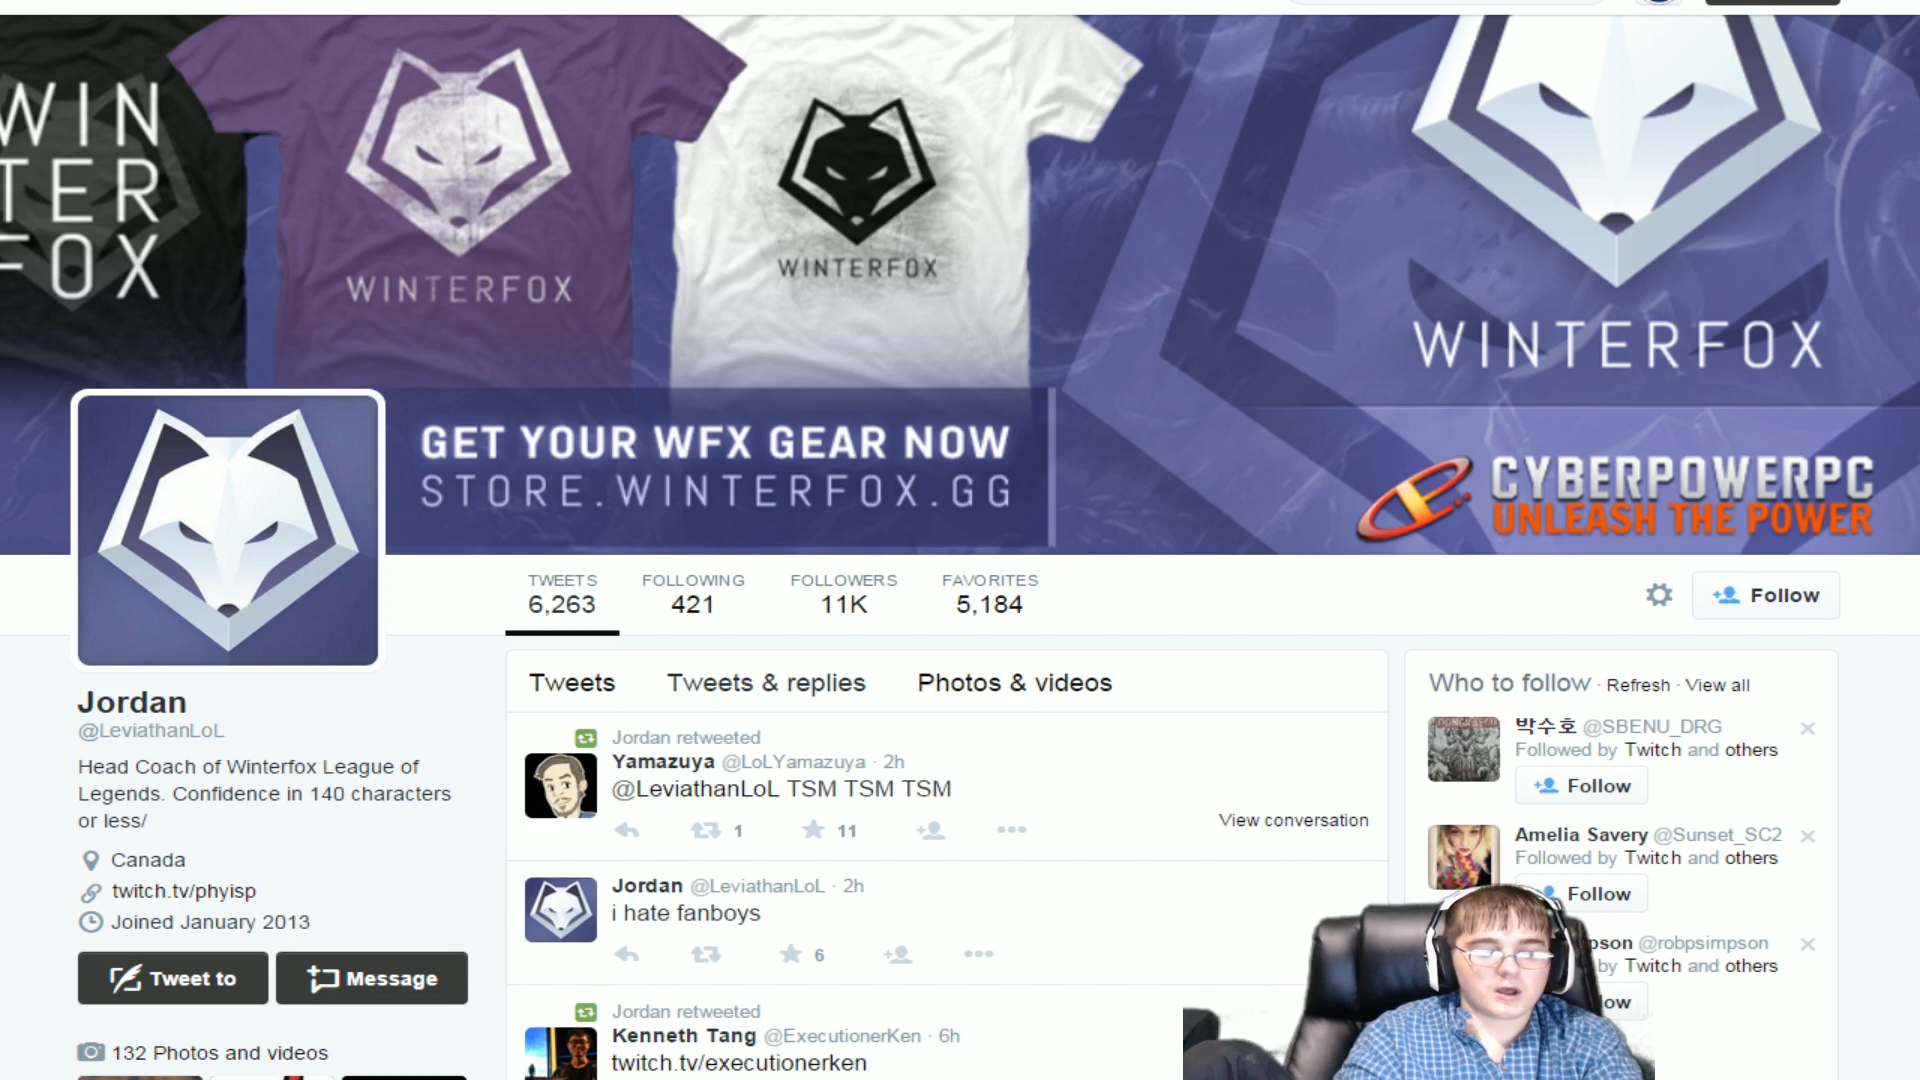 WIN
TER
FOX
WINTERFOX
WINTERFOX
WINTERFOX
GET YOUR WFX GEAR NOW
STORE.WINTERFOX.GG
CYBERPOWERPC
UNLEASH THE POWER
TWEETS FOLLOWING FOLLOWERS FAVORITES
6,263 421 11K 5,184
Follow
Jordan
@LeviathanLoL
Head Coach of Winterfox League of
Legends. Confidence in 140 characters
or less/
Canada
twitch.tv/phyisp
Joined January 2013
Tweet to Message
132 Photos and videos
Tweets Tweets & replies Photos & videos
Jordan retweeted
Yamazuya @LoLYamazuya · 2h
@LeviathanLoL TSM TSM TSM
1 11
View conversation
Jordan @LeviathanLoL · 2h
i hate fanboys
6
Jordan retweeted
Kenneth Tang @ExecutionerKen · 6h
twitch.tv/executionerken
Who to follow · Refresh · View all
박수호 @SBENU_DRG
Followed by Twitch and others
Follow
Amelia Savery @Sunset_SC2
Followed by Twitch and others
Follow
@robpsimpson
by Twitch and others